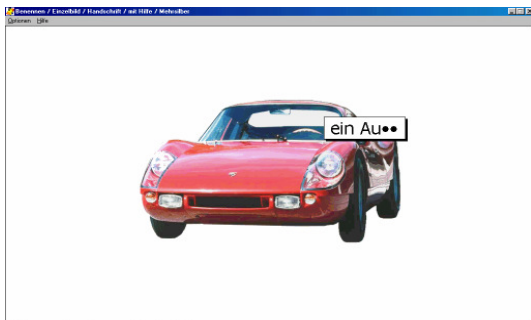 Benennen / Einzelbild / Handschrift / mit Hilfe / Mehrsilber
Optionen Hilfe
ein Au••